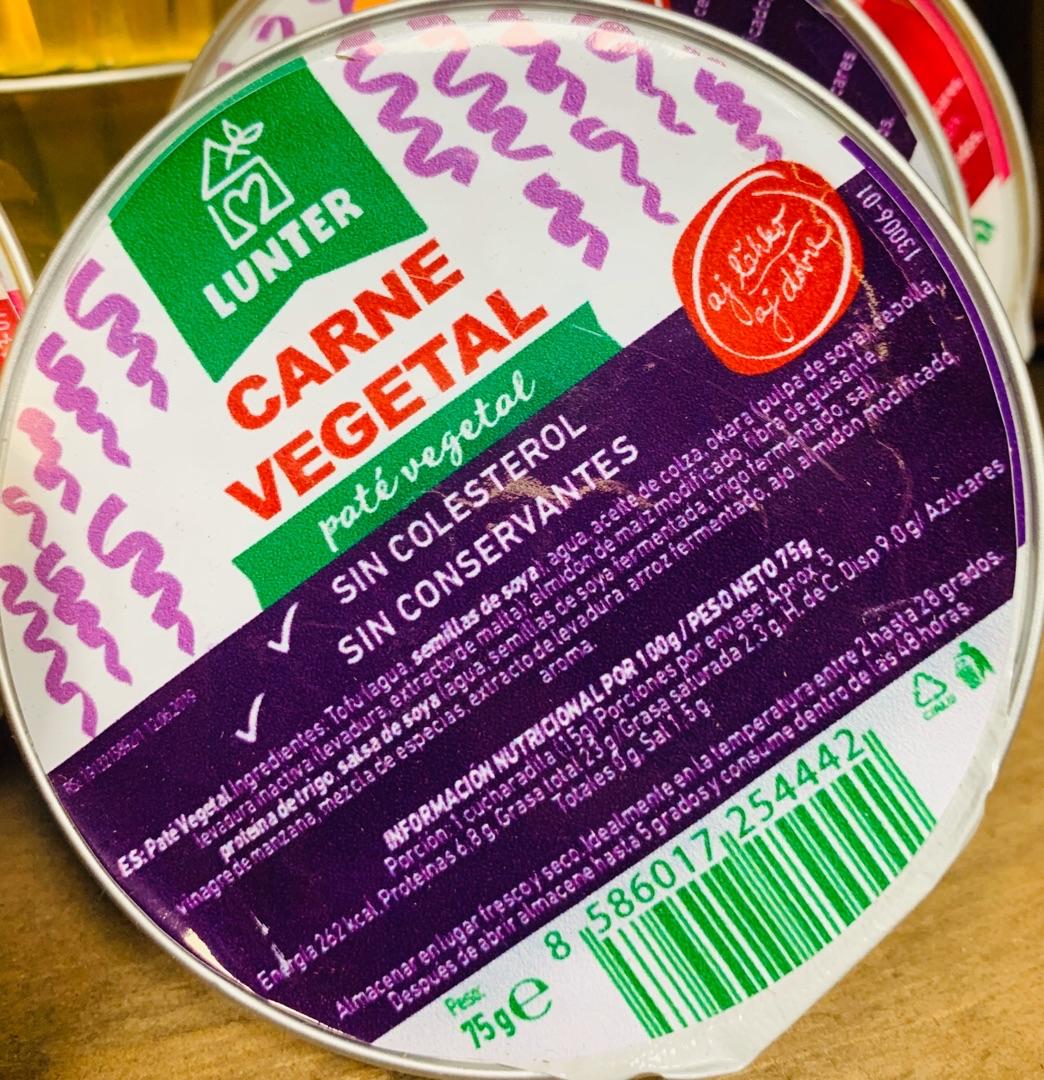 LUNTER
CARNE
VEGETAL
paté vegetal
aj ľahké
aj dobré
SIN COLESTEROL
SIN CONSERVANTES
13006-01
ES: Paté Vegetal. Ingredientes: Tofu (agua, semillas de soya), agua, aceite de colza, okara (pulpa de soya), cebolla,
levadura inactiva (levadura, extracto de malta), almidón de maíz modificado, fibra de guisante,
proteína de trigo, salsa de soya (agua, semillas de soya fermentada, trigo fermentado, sal),
vinagre de manzana, mezcla de especias, extracto de levadura, arroz fermentado, ajo, almidón modificado,
aroma
INFORMACIÓN NUTRICIONAL POR 100g / PESO NETO 75g
Porción: 1 cucharadita (15g) Porciones por envase: Aprox. 5
Energía 262 kcal, Proteínas 6.8 g, Grasa total 23 g/Grasa saturada 2.3 g, H. de C. Disp 9.0 g/ Azúcares
Totales g, Sal 1.5 g
Almacenar en lugar fresco y seco. Idealmente en la temperatura entre 2 hasta 28 grados.
Después de abrir almacene hasta 5 grados y consume dentro de las 48 horas.
Peso:
75 g e
8 586017 254442